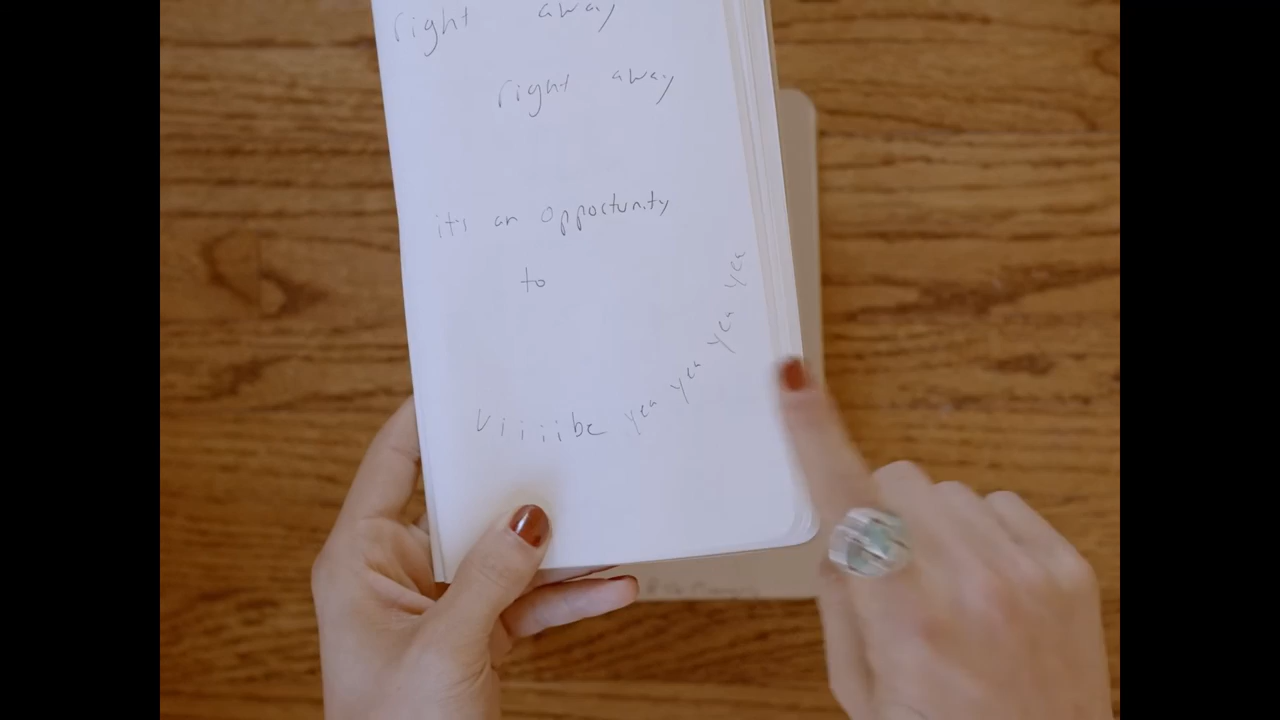 right away
right away
it's an opportunity
to
Viiiibe yea yea yea yea